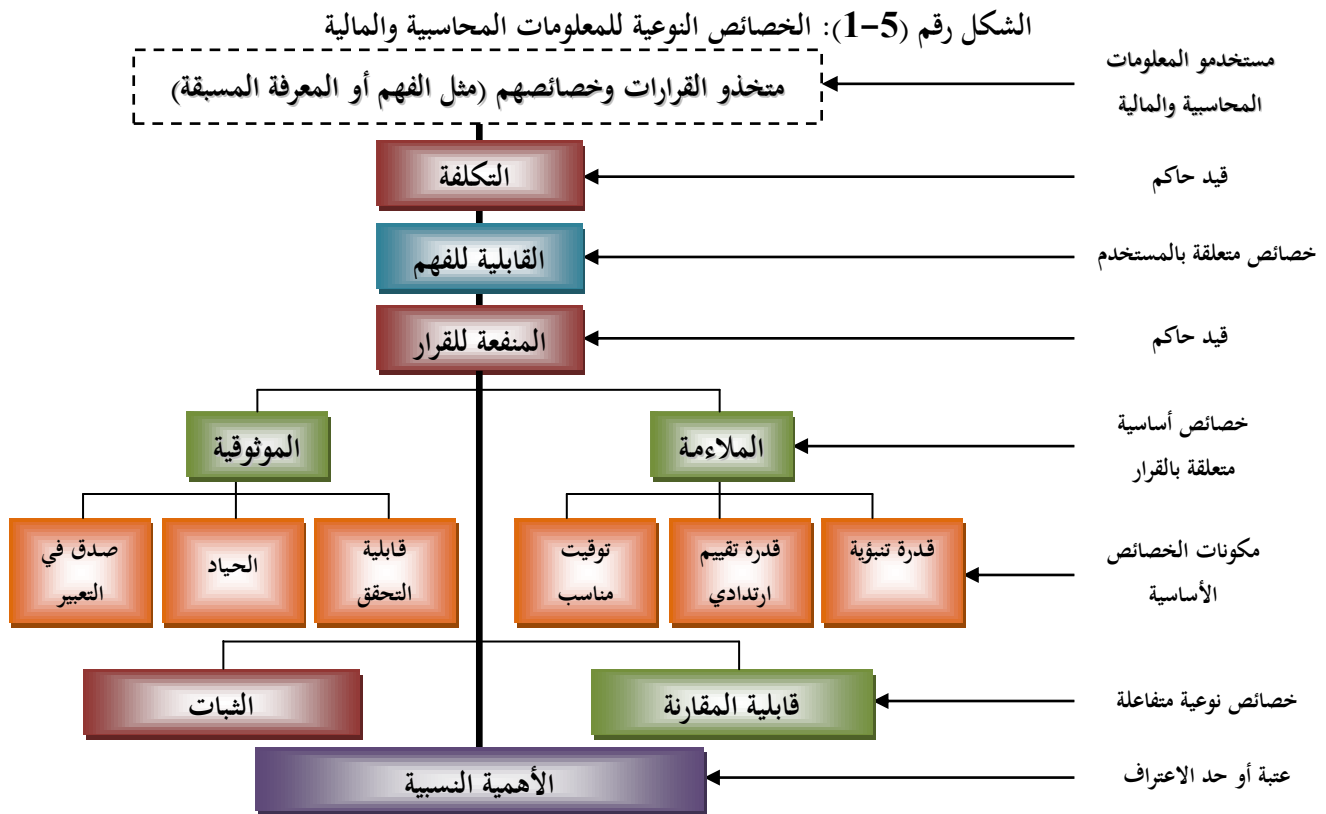 الشكل رقم (5-1): الخصائص النوعية للمعلومات المحاسبية والمالية
مستخدمو المعلومات
المحاسبية والمالية
متخذو القرارات وخصائصهم (مثل الفهم أو المعرفة المسبقة)
قيد حاكم
التكلفة
خصائص متعلقة بالمستخدم
القابلية للفهم
قيد حاكم
المنفعة للقرار
خصائص أساسية
متعلقة بالقرار
الملاءمة
الموثوقية
مكونات الخصائص
الأساسية
قدرة تنبؤية
قدرة تقييم
ارتدادي
توقيت
مناسب
قابلية
التحقق
الحياد
صدق في
التعبير
خصائص نوعية متفاعلة
قابلية المقارنة
الثبات
عتبة أو حد الاعتراف
الأهمية النسبية